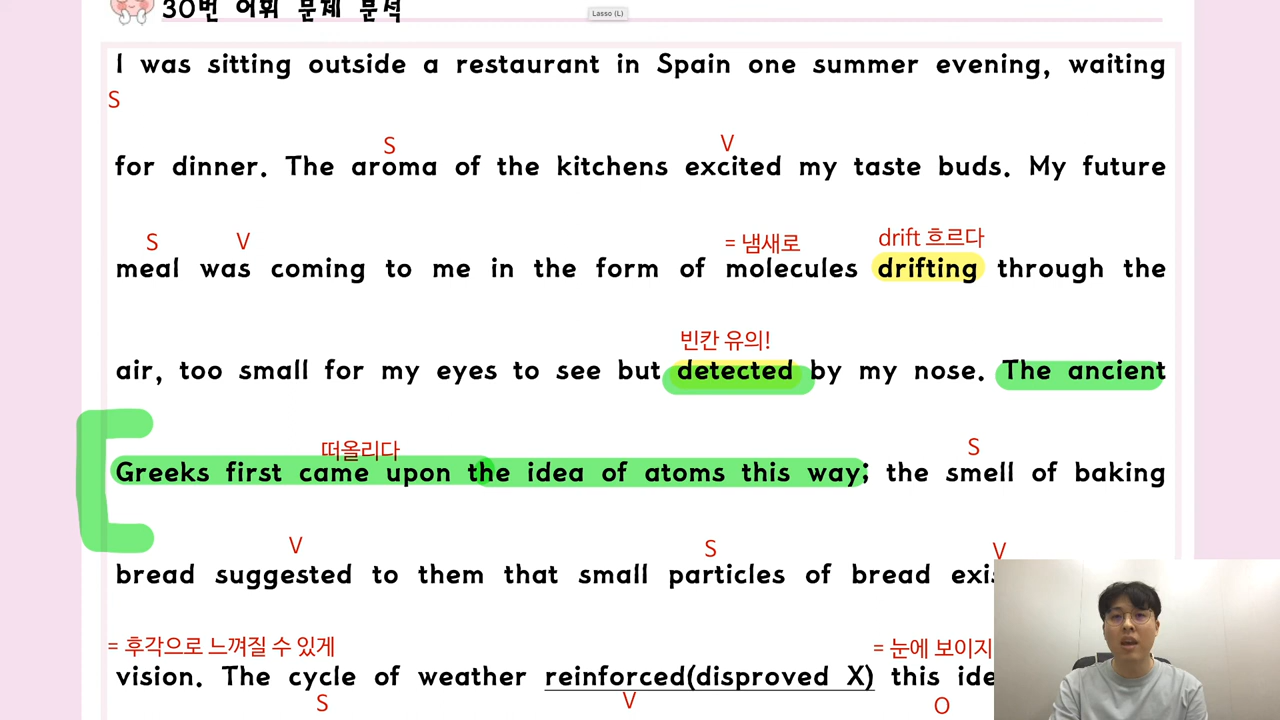 30번 어휘 문제 분석
Lasso (L)
I was sitting outside a restaurant in Spain one summer evening, waiting
S
S V
for dinner. The aroma of the kitchens excited my taste buds. My future
S V = 냄새로 drift 흐르다
meal was coming to me in the form of molecules drifting through the
빈칸 유의!
air, too small for my eyes to see but detected by my nose. The ancient
떠올리다 S
Greeks first came upon the idea of atoms this way; the smell of baking
V S V
bread suggested to them that small particles of bread
= 후각으로 느껴질 수 있게 = 눈에 보이지
vision. The cycle of weather reinforced(disproved X) this
S V O